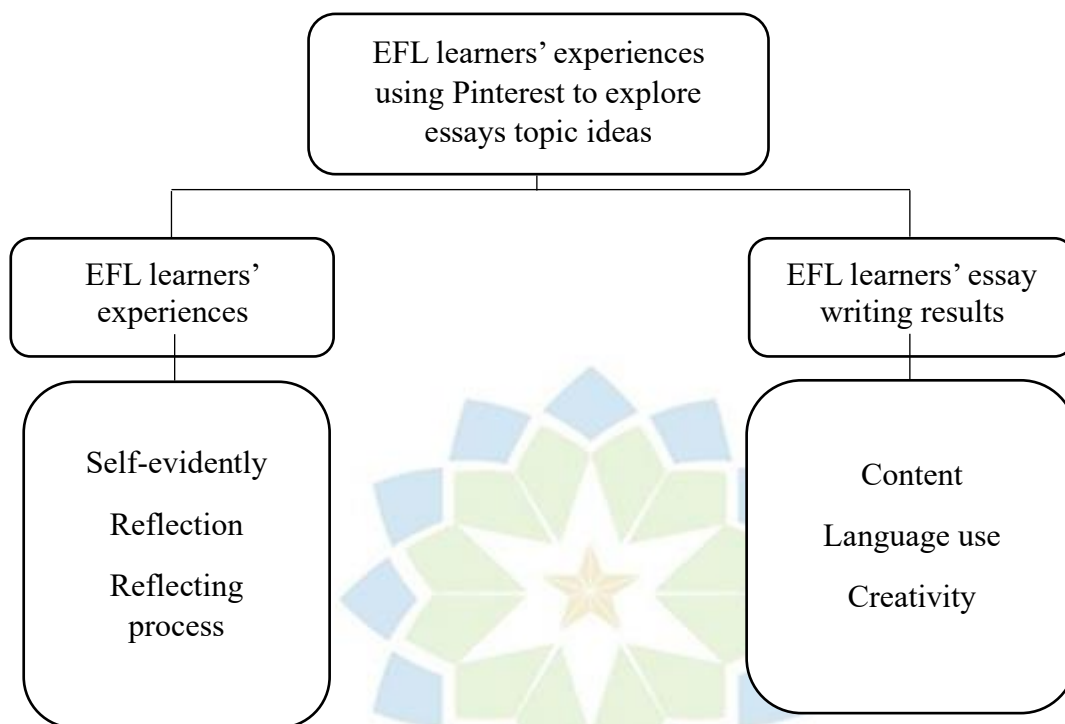 EFL learners’ experiences
using Pinterest to explore
essays topic ideas
EFL learners’
experiences
EFL learners’ essay
writing results
Self-evidently
Reflection
Reflecting
process
Content
Language use
Creativity